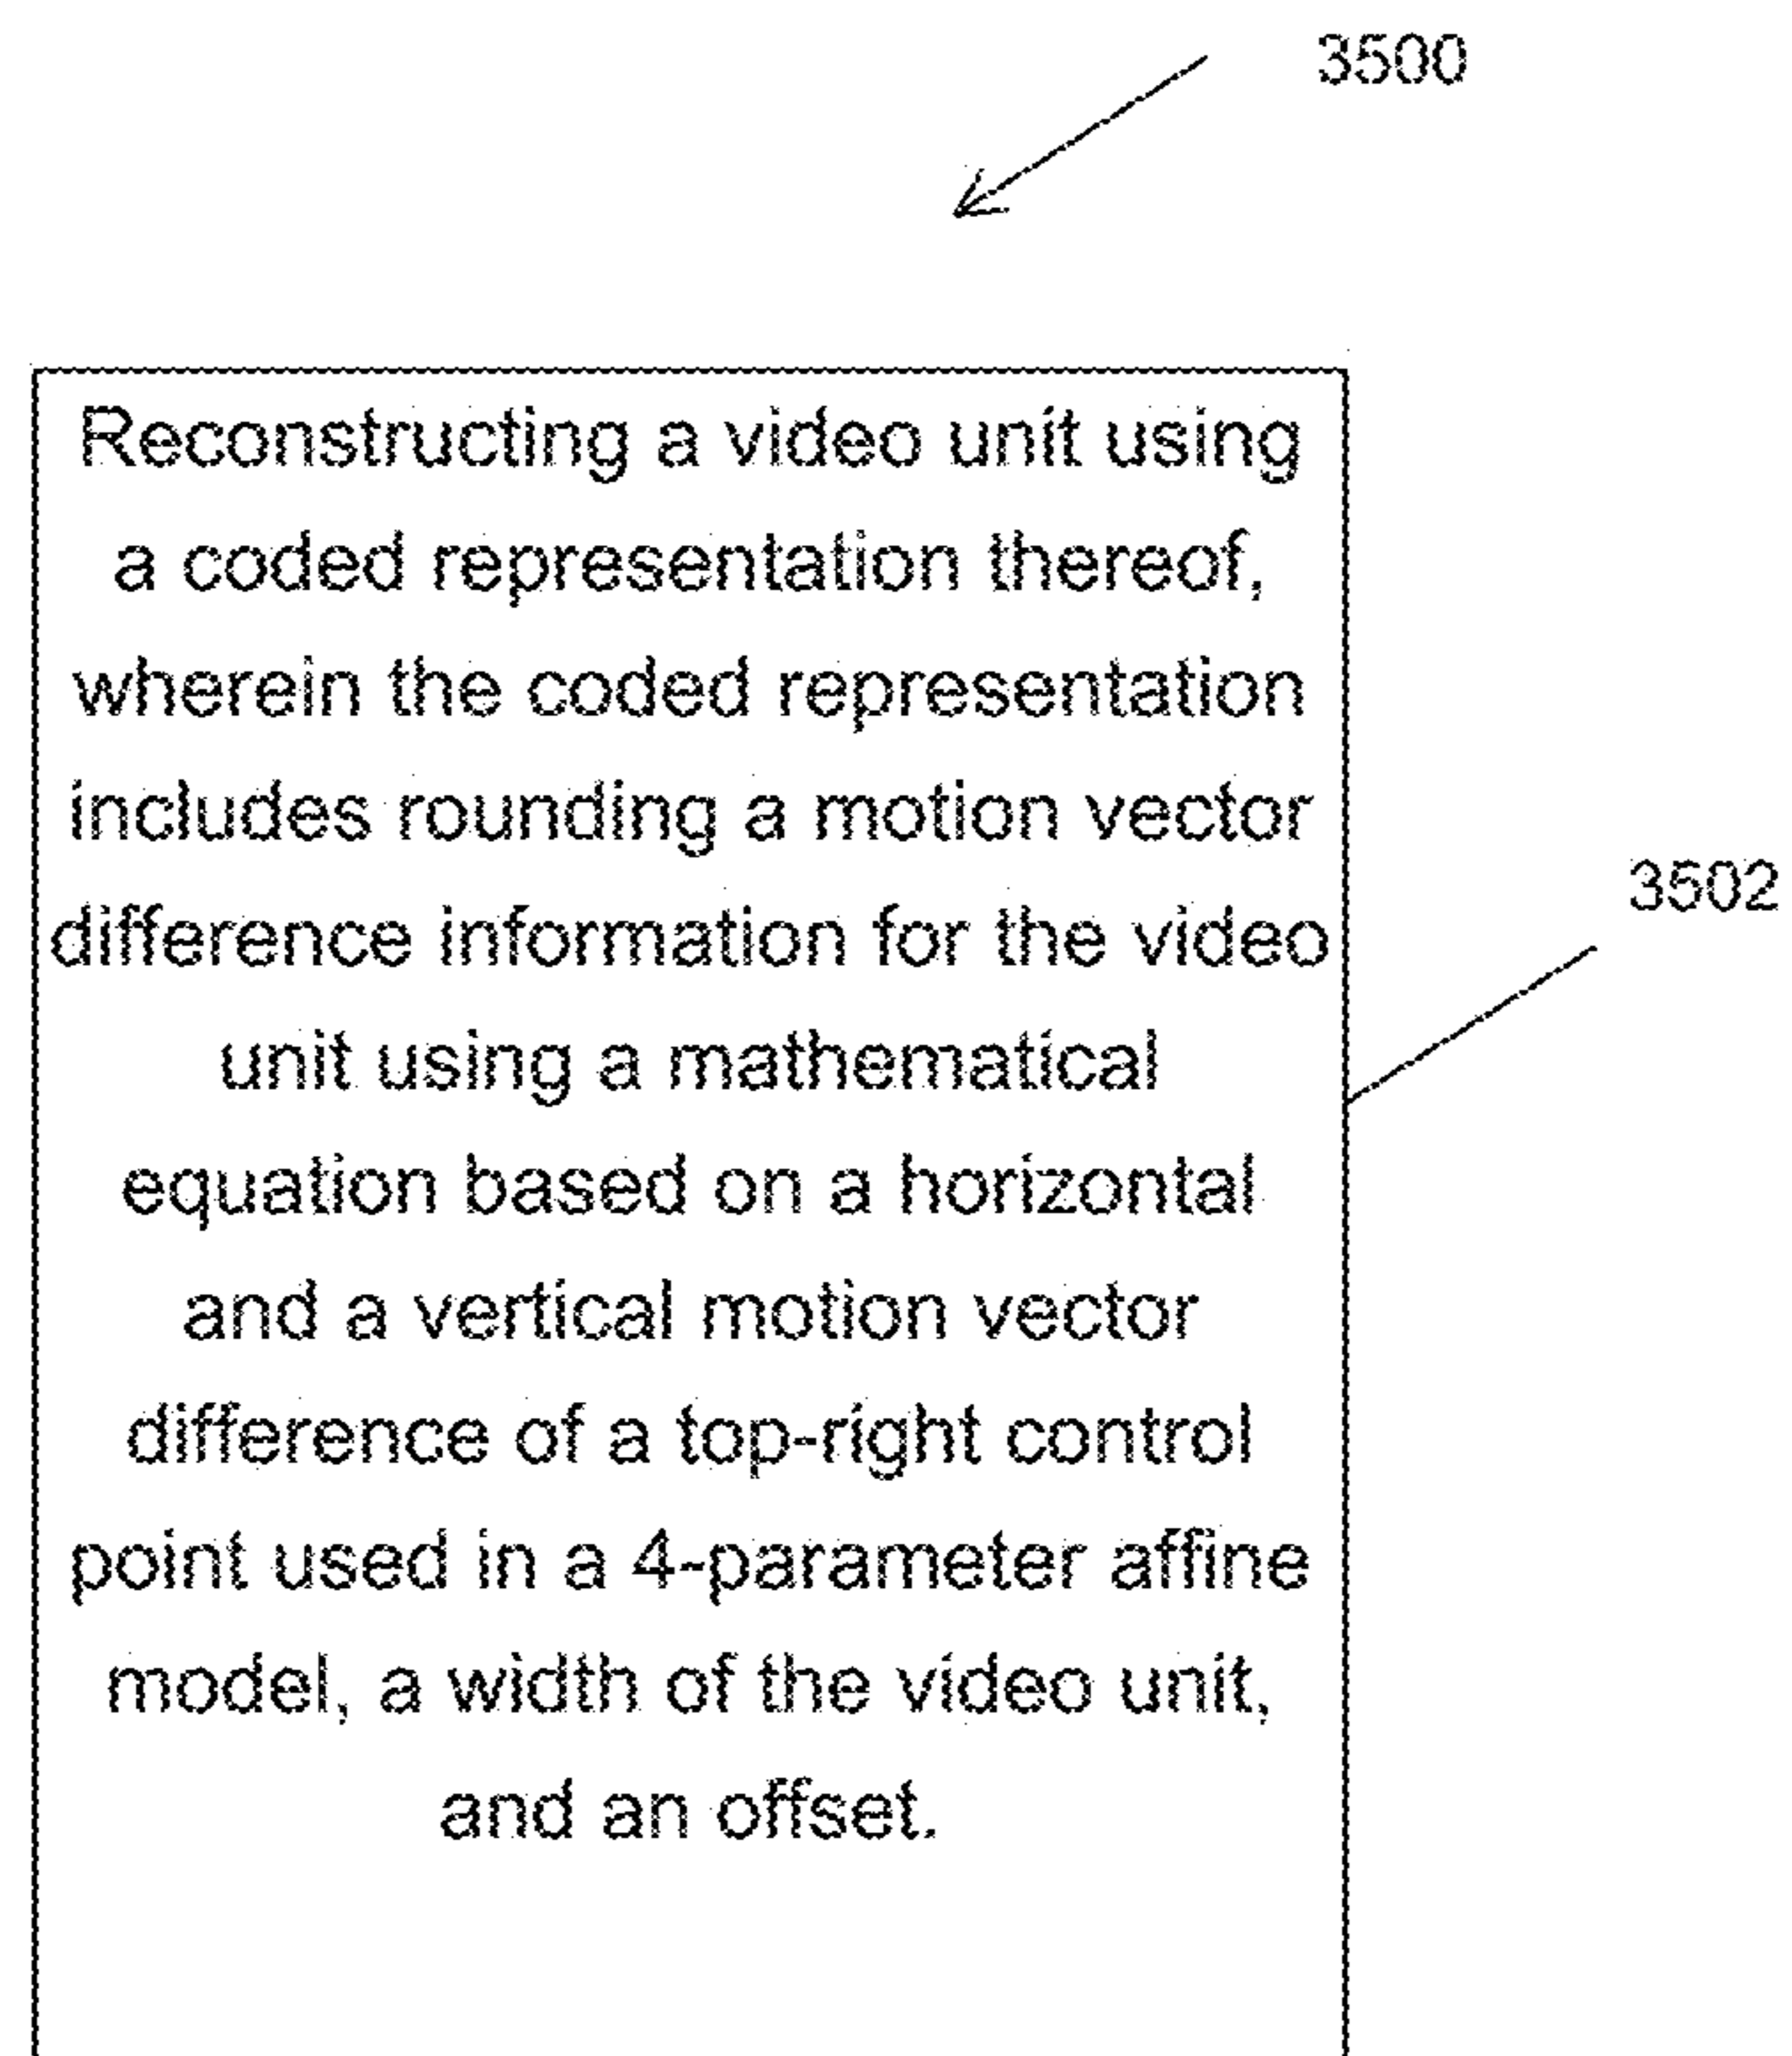 3500
Reconstructing a video unit using
a coded representation thereof,
wherein the coded representation
includes rounding a motion vector
difference information for the video
unit using a mathematical
equation based on a horizontal
and a vertical motion vector
difference of a top-right control
point used in a 4-parameter affine
model, a width of the video unit,
and an offset.
3502